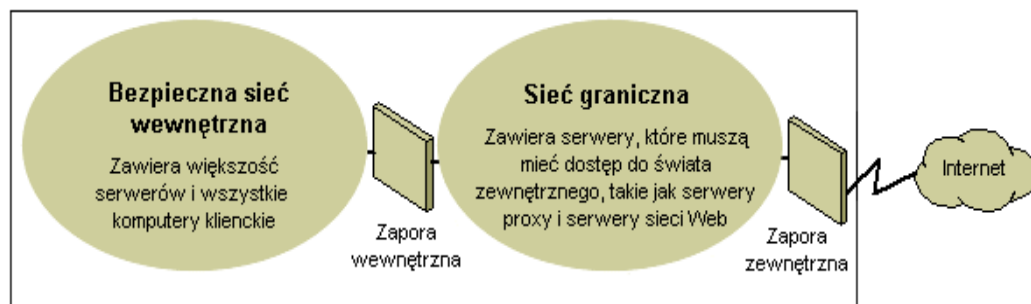 Bezpieczna sieć
wewnętrzna
Zawiera większość
serwerów i wszystkie
komputery klienckie
Zapora
wewnętrzna
Sieć graniczna
Zawiera serwery, które muszą
mieć dostęp do świata
zewnętrznego, takie jak serwery
proxy i serwery sieci Web
Zapora
zewnętrzna
Internet